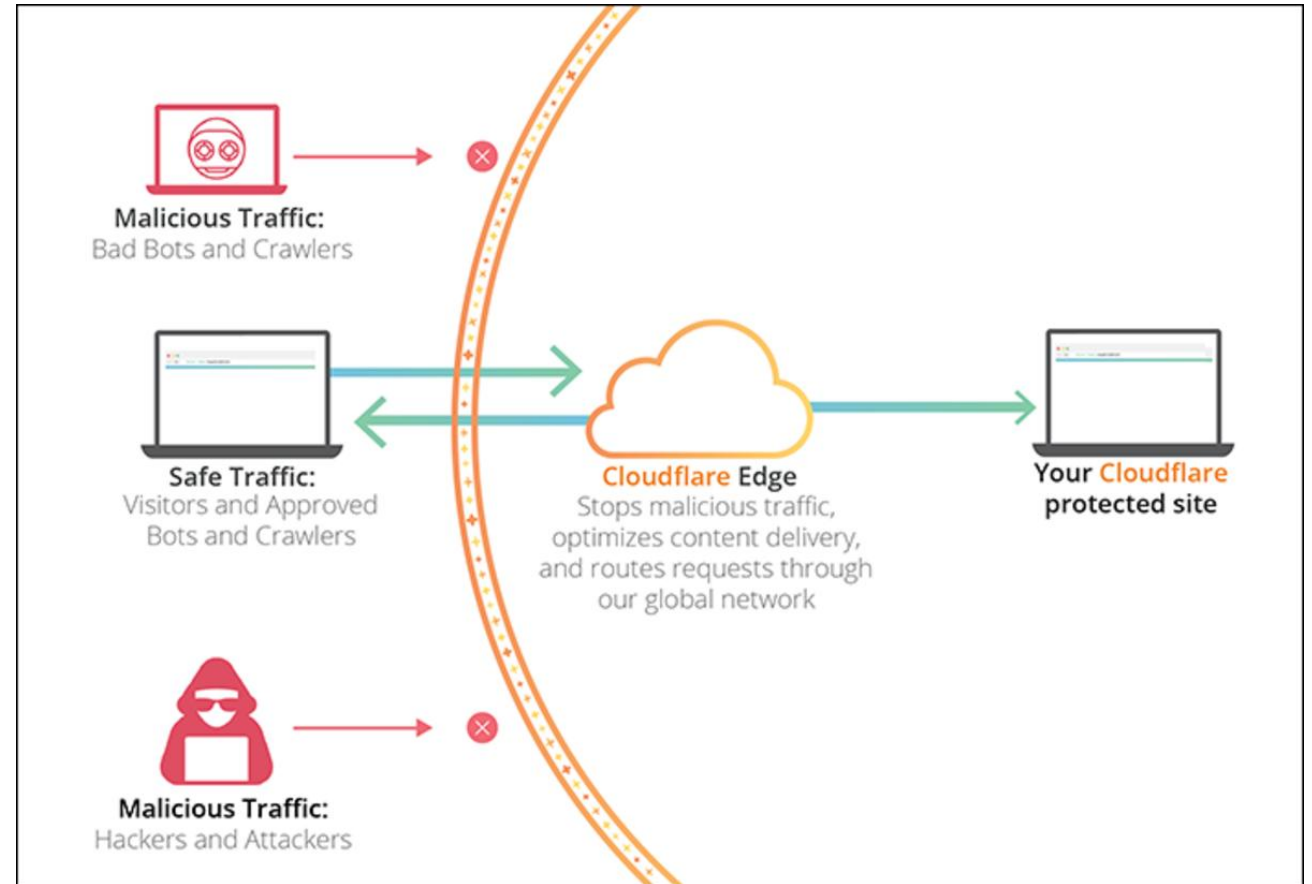 Malicious Traffic:
Bad Bots and Crawlers
Safe Traffic:
Visitors and Approved
Bots and Crawlers
Cloudflare Edge
Stops malicious traffic,
optimizes content delivery,
and routes requests through
our global network
Your Cloudflare
protected site
Malicious Traffic:
Hackers and Attackers